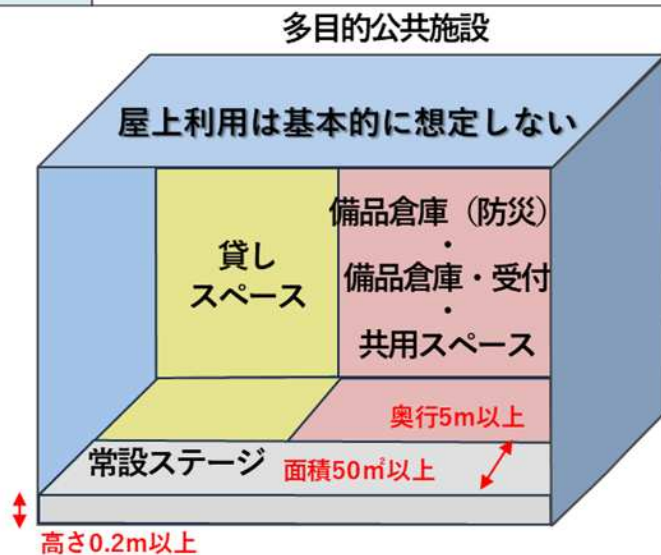 多目的公共施設
屋上利用は基本的に想定しない
貸し
スペース
備品倉庫（防災）
・
備品倉庫・受付
・
共用スペース
奥行5m以上
常設ステージ
面積50㎡以上
高さ0.2m以上